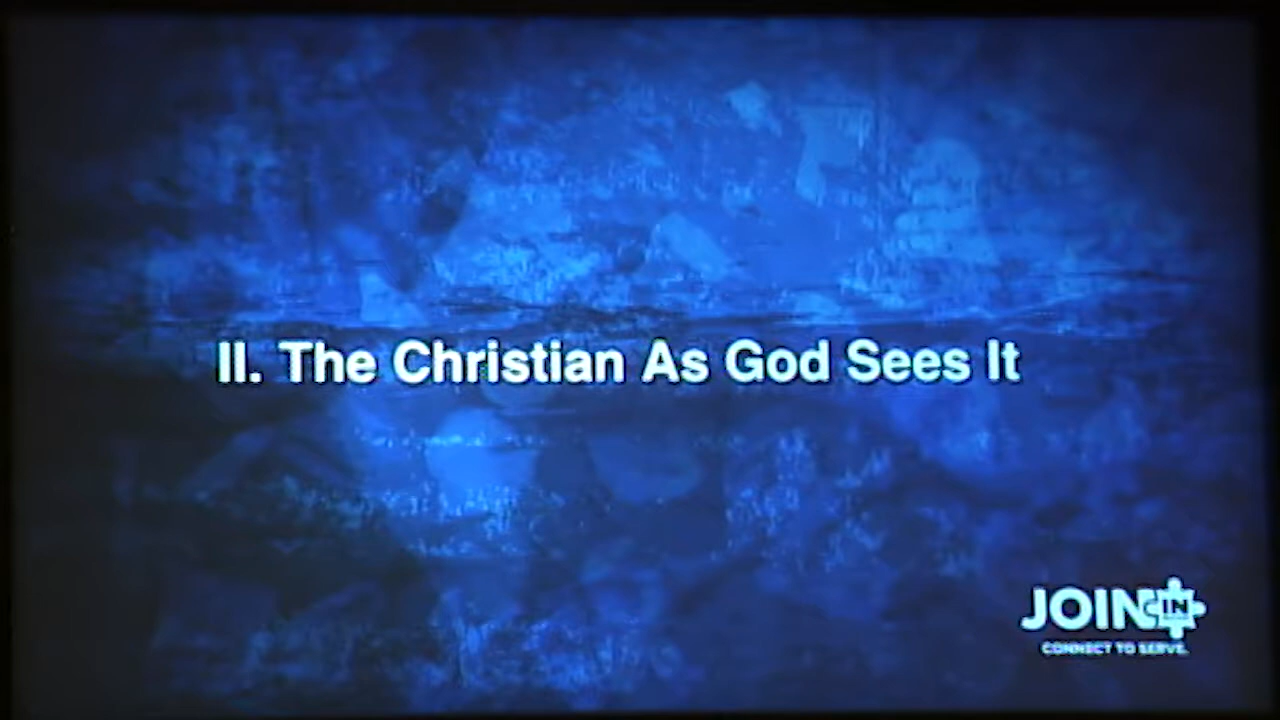 II. The Christian As God Sees It
JOIN IN
CONNECT TO SERVE.